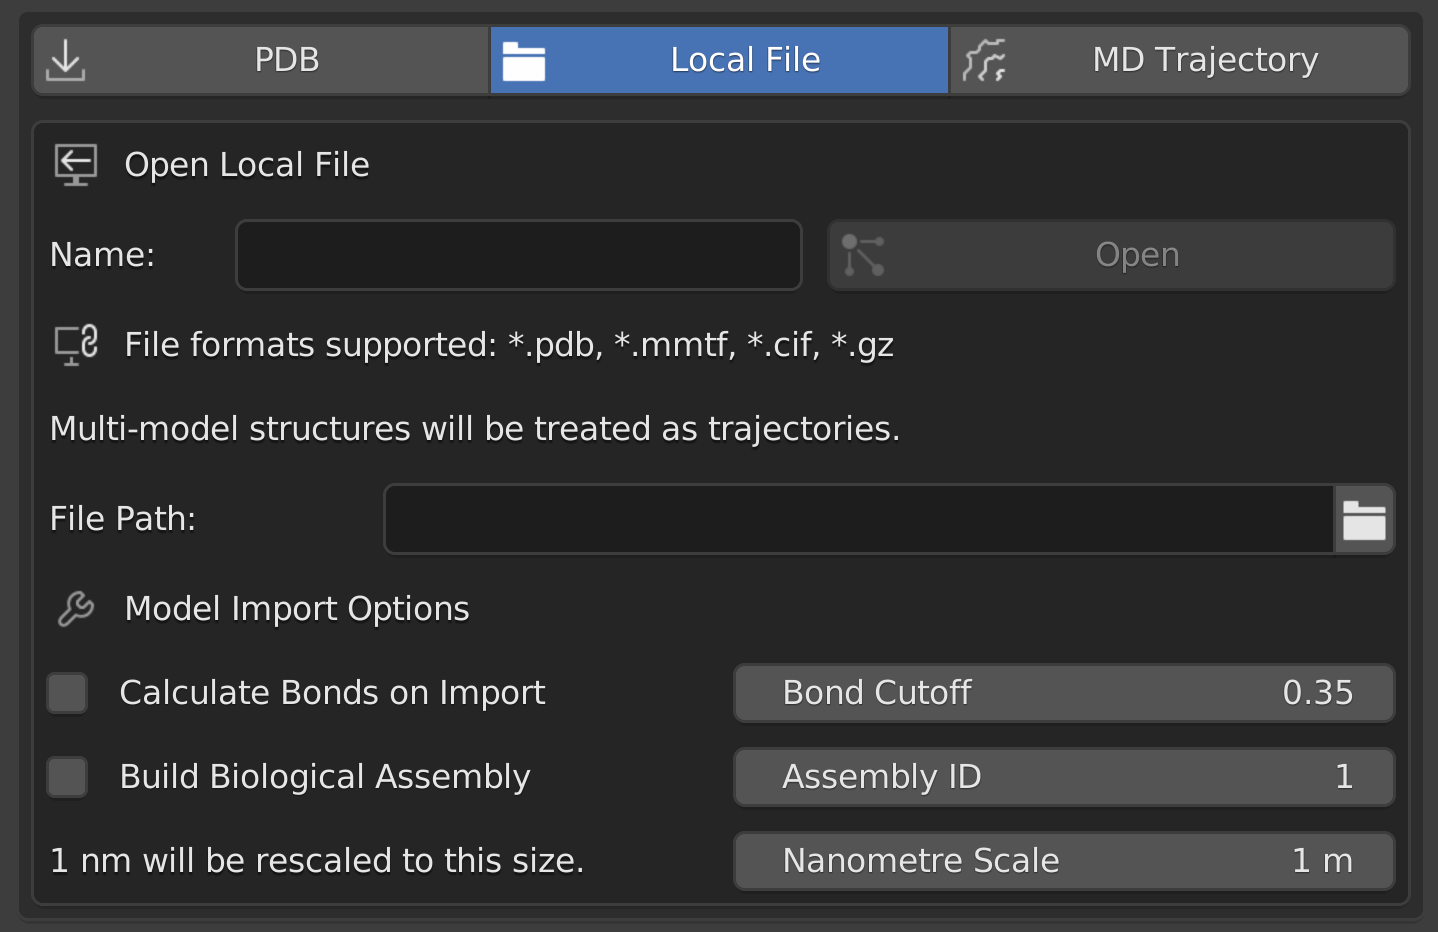 PDB Local File MD Trajectory
Open Local File
Name: Open
File formats supported: *.pdb, *.mmtf, *.cif, *.gz
Multi-model structures will be treated as trajectories.
File Path:
Model Import Options
Calculate Bonds on Import Bond Cutoff 0.35
Build Biological Assembly Assembly ID 1
1 nm will be rescaled to this size. Nanometre Scale 1 m